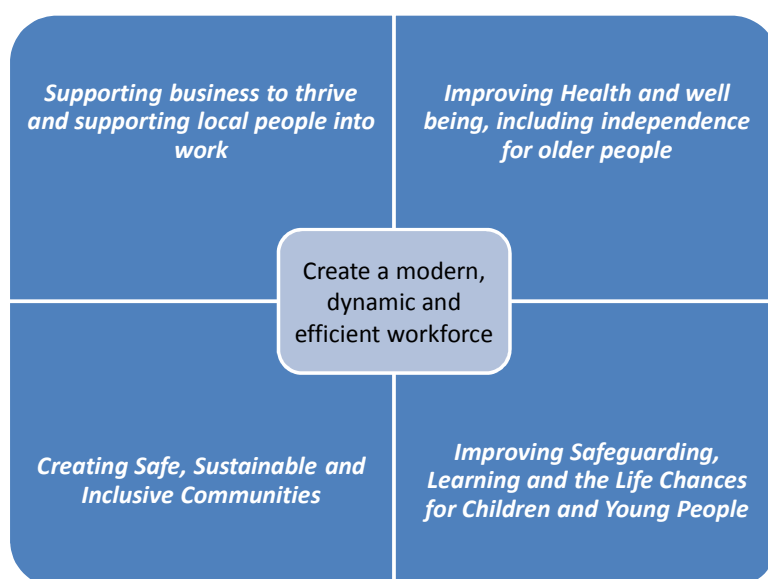 Supporting business to thrive
and supporting local people into
work
Improving Health and well
being, including independence
for older people
Create a modern,
dynamic and
efficient workforce
Creating Safe, Sustainable and
Inclusive Communities
Improving Safeguarding,
Learning and the Life Chances
for Children and Young People